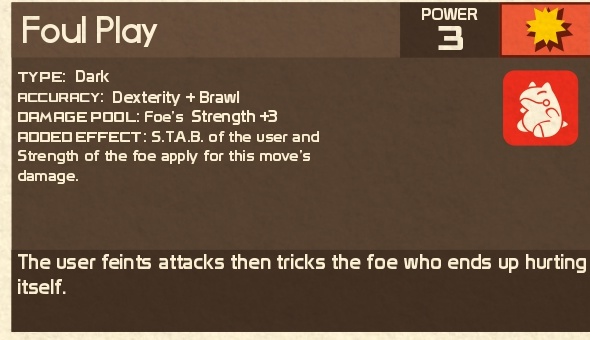 Foul Play
POWER
3
TYPE: Dark
ACCURACY: Dexterity + Brawl
DAMAGE POOL: Foe's Strength +3
ADDED EFFECT: S.T.A.B. of the user and
Strength of the foe apply for this move's
damage.
The user feints attacks then tricks the foe who ends up hurting
itself.